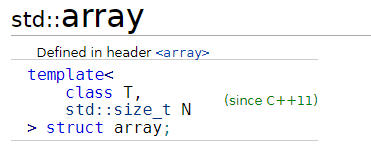 std::array
Defined in header <array>
template<
    class T,
    std::size_t N
> struct array;
(since C++11)